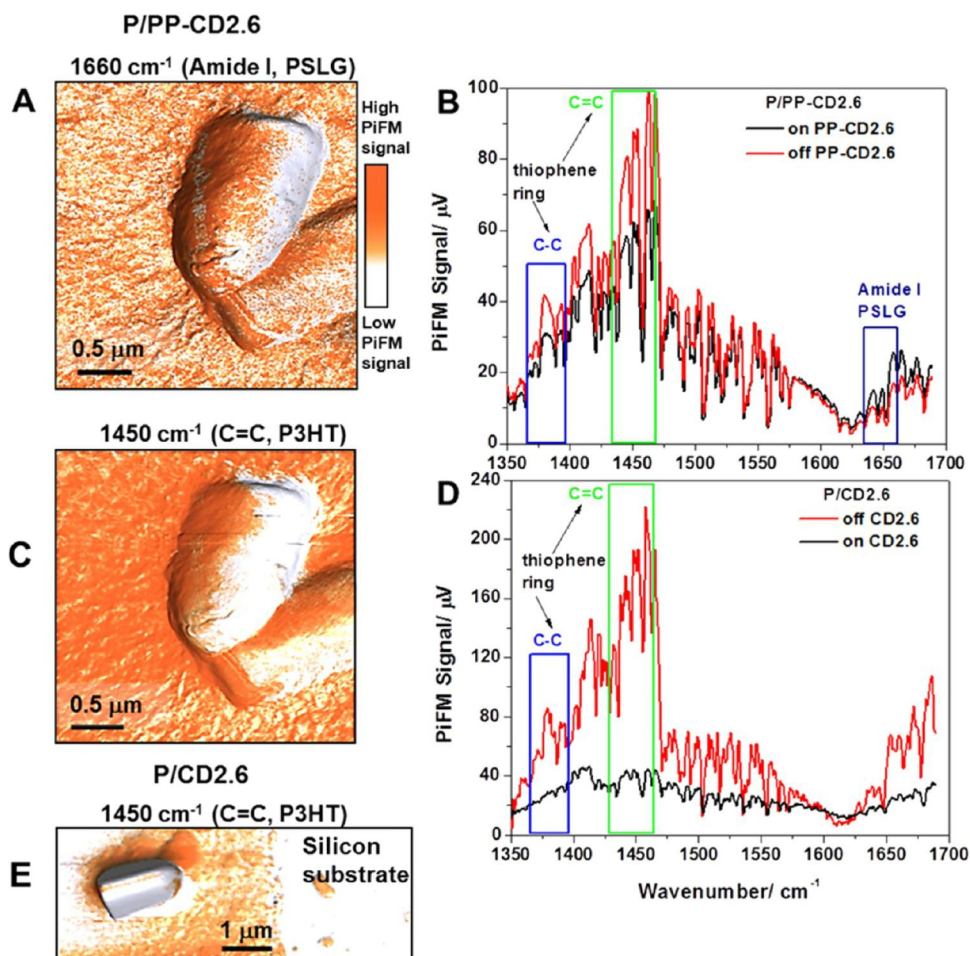 P/PP-CD2.6
1660 cm⁻¹ (Amide I, PSLG)
A
High
PiFM
signal
Low
PiFM
signal
0.5 μm
B
C=C
P/PP-CD2.6
on PP-CD2.6
off PP-CD2.6
thiophene
ring
C-C
Amide I
PSLG
PiFM Signal/ μV
100
80
60
40
20
0
1350 1400 1450 1500 1550 1600 1650 1700
1450 cm⁻¹ (C=C, P3HT)
C
0.5 μm
D
C=C
P/CD2.6
off CD2.6
on CD2.6
thiophene
ring
C-C
PiFM Signal/ μV
240
200
160
120
80
40
0
1350 1400 1450 1500 1550 1600 1650 1700
Wavenumber/ cm⁻¹
P/CD2.6
1450 cm⁻¹ (C=C, P3HT)
E
Silicon
substrate
1 μm